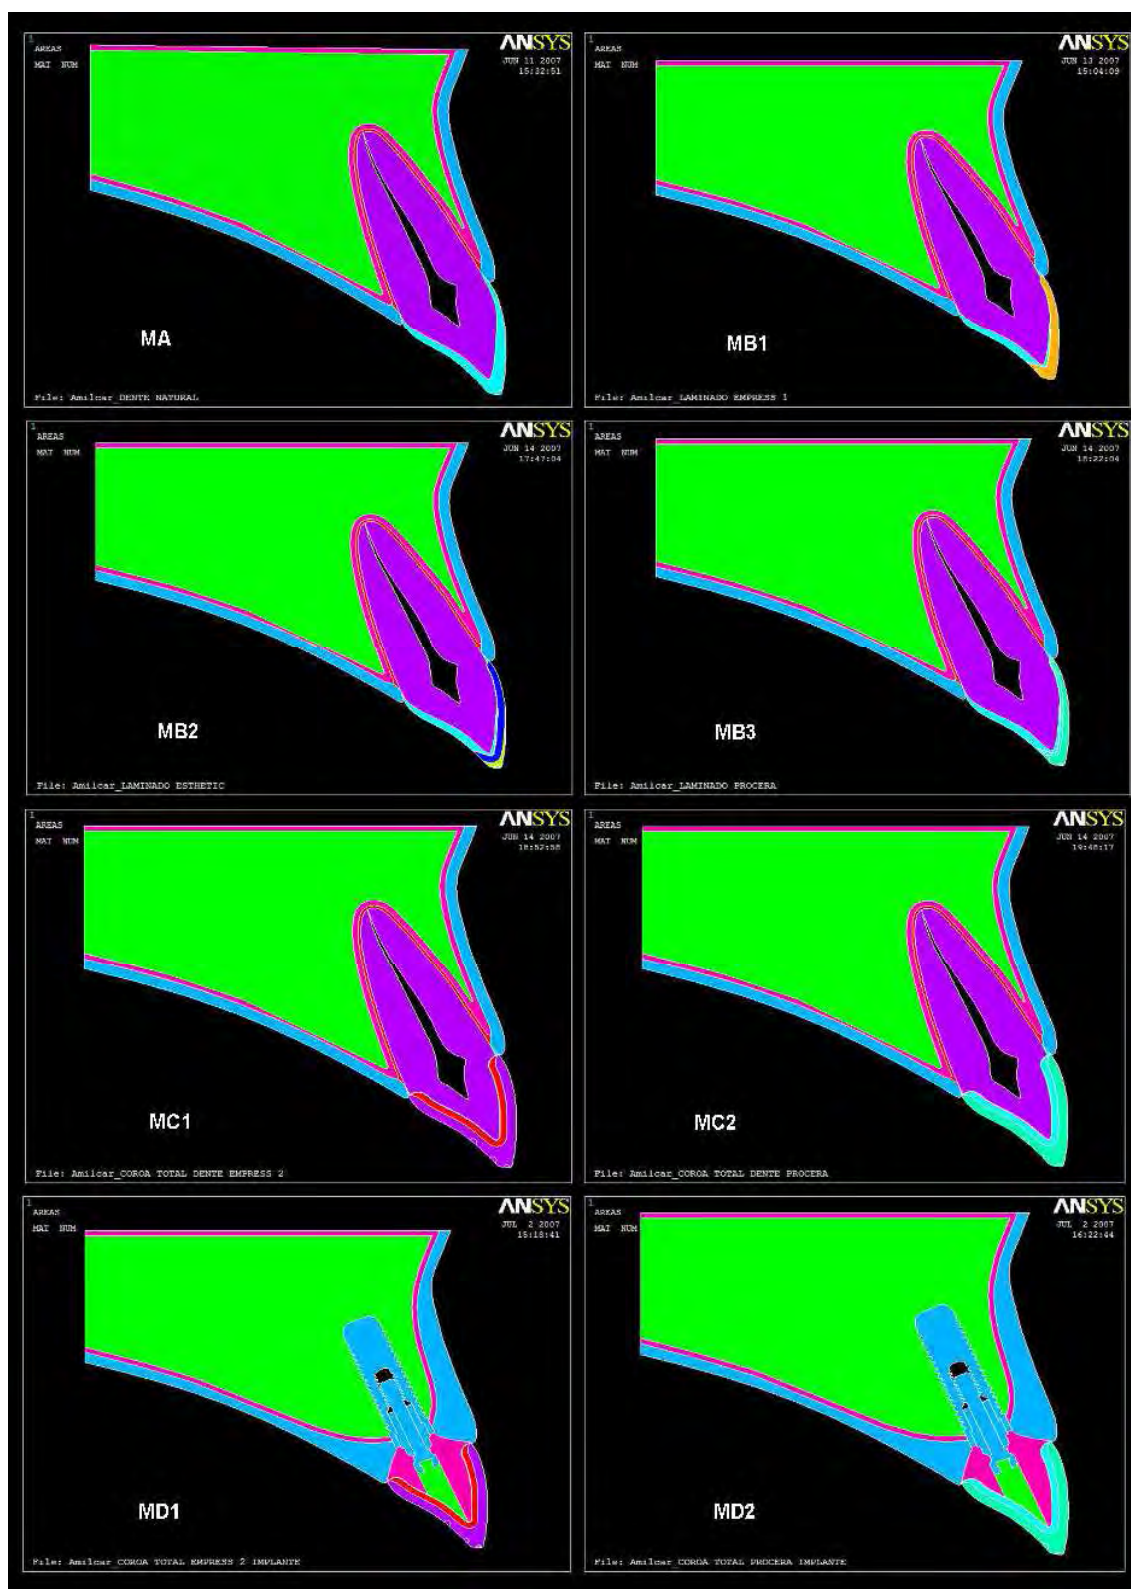 1
AREAS
MAT NUM
ANSYS
JUN 11 2007
15:32:51
MA
File: Amilcar_DENTE NATURAL
1
AREAS
MAT NUM
ANSYS
JUN 13 2007
15:04:09
MB1
File: Amilcar_LAMINADO EMPRESS 1
1
AREAS
MAT NUM
ANSYS
JUN 14 2007
17:47:04
MB2
File: Amilcar_LAMINADO ESTHETIC
1
AREAS
MAT NUM
ANSYS
JUN 14 2007
18:22:04
MB3
File: Amilcar_LAMINADO PROCERA
1
AREAS
MAT NUM
ANSYS
JUN 14 2007
18:52:58
MC1
File: Amilcar_COROA TOTAL DENTE EMPRESS 2
1
AREAS
MAT NUM
ANSYS
JUN 14 2007
19:48:17
MC2
File: Amilcar_COROA TOTAL DENTE PROCERA
1
AREAS
MAT NUM
ANSYS
JUL 2 2007
15:18:41
MD1
File: Amilcar_COROA TOTAL EMPRESS 2 IMPLANTE
1
AREAS
MAT NUM
ANSYS
JUL 2 2007
16:22:44
MD2
File: Amilcar_COROA TOTAL PROCERA IMPLANTE